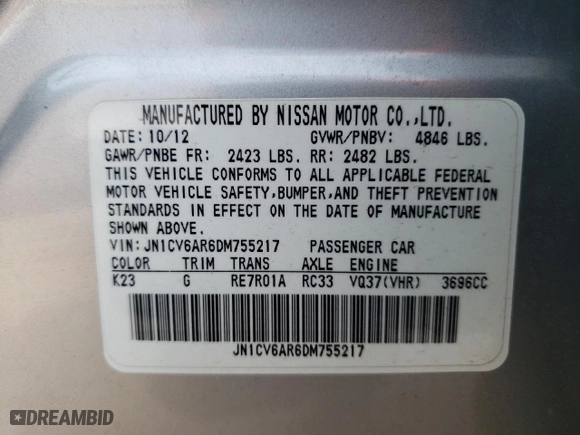 MANUFACTURED BY NISSAN MOTOR CO.,LTD.
DATE: 10/12 GVWR/PNBV: 4846 LBS.
GAWR/PNBE FR: 2423 LBS. RR: 2482 LBS.
THIS VEHICLE CONFORMS TO ALL APPLICABLE FEDERAL
MOTOR VEHICLE SAFETY,BUMPER,AND THEFT PREVENTION
STANDARDS IN EFFECT ON THE DATE OF MANUFACTURE
SHOWN ABOVE.
VIN: JN1CV6AR6DM755217 PASSENGER CAR
COLOR TRIM TRANS AXLE ENGINE
K23 G RE7R01A RC33 VQ37(VHR) 3696CC
JN1CV6AR6DM755217
DREAMBID